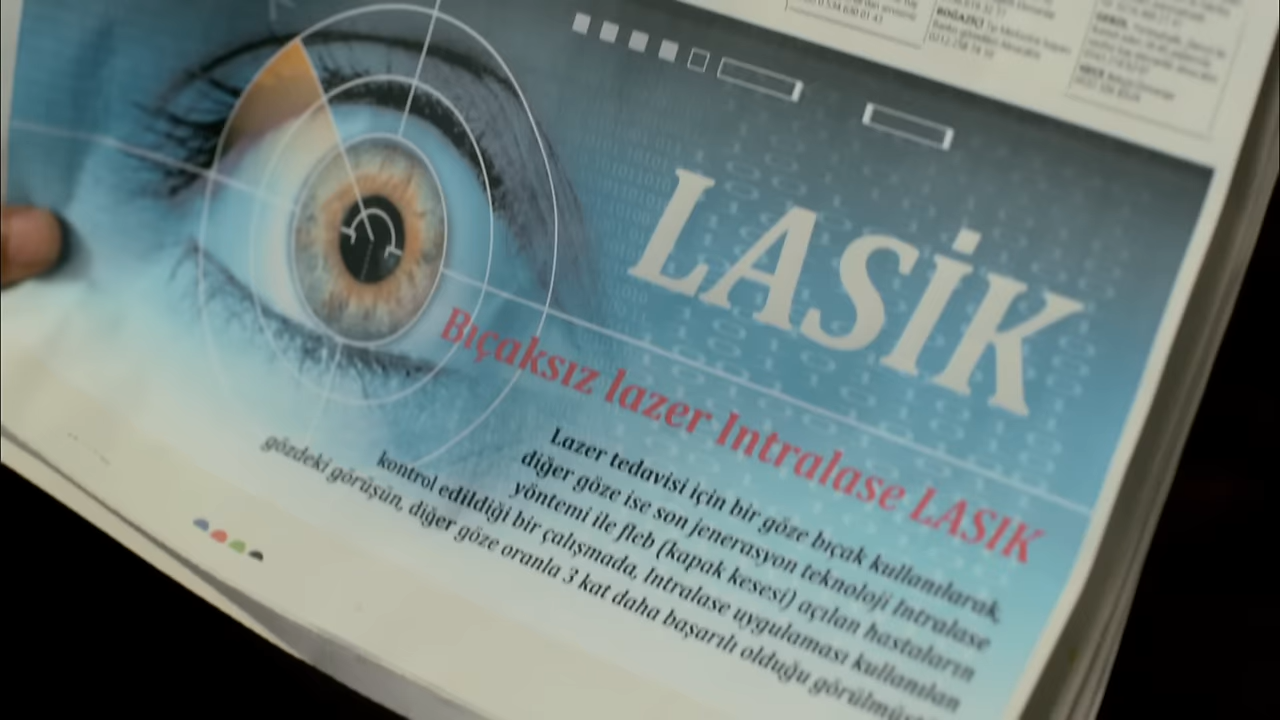 BOĞAZİÇİ
LASİK
Bıçaksız lazer Intralase LASIK
Lazer tedavisi için bir göze bıçak kullanılarak,
diğer göze ise son jenerasyon teknoloji Intralase
yöntemi ile fleb (kapak kesesi) açılan hastaların
kontrol edildiği bir çalışmada, Intralase uygulaması kullanılan
gözdeki görüşün, diğer göze oranla 3 kat daha başarılı olduğu